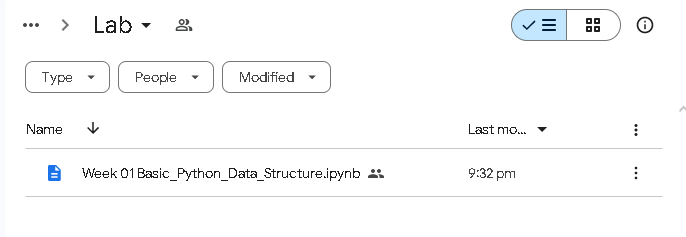 Lab
Type People Modified
Name Last mo...
Week 01 Basic_Python_Data_Structure.ipynb 9:32 pm